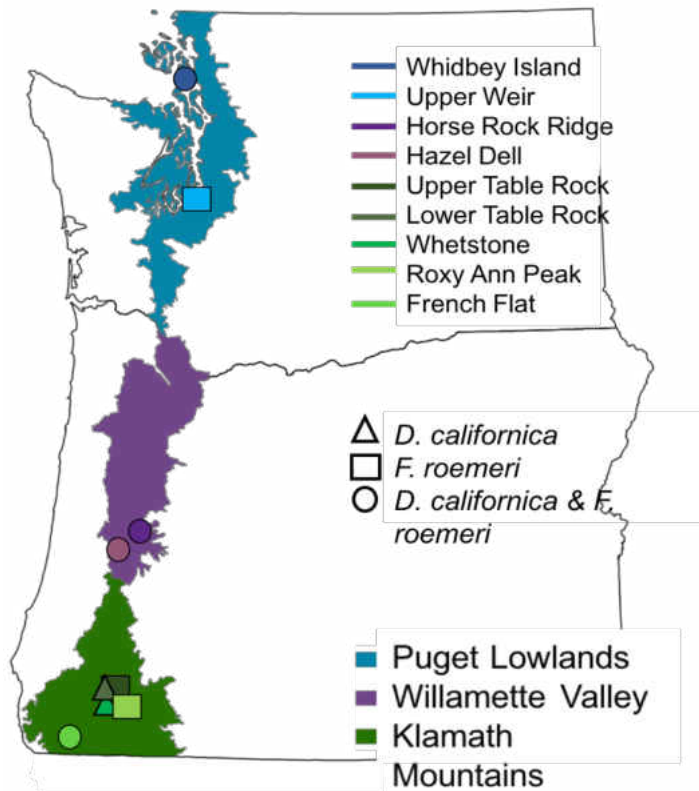 Whidbey Island
Upper Weir
Horse Rock Ridge
Hazel Dell
Upper Table Rock
Lower Table Rock
Whetstone
Roxy Ann Peak
French Flat
D. californica
F. roemeri
D. californica & F.
roemeri
Puget Lowlands
Willamette Valley
Klamath
Mountains